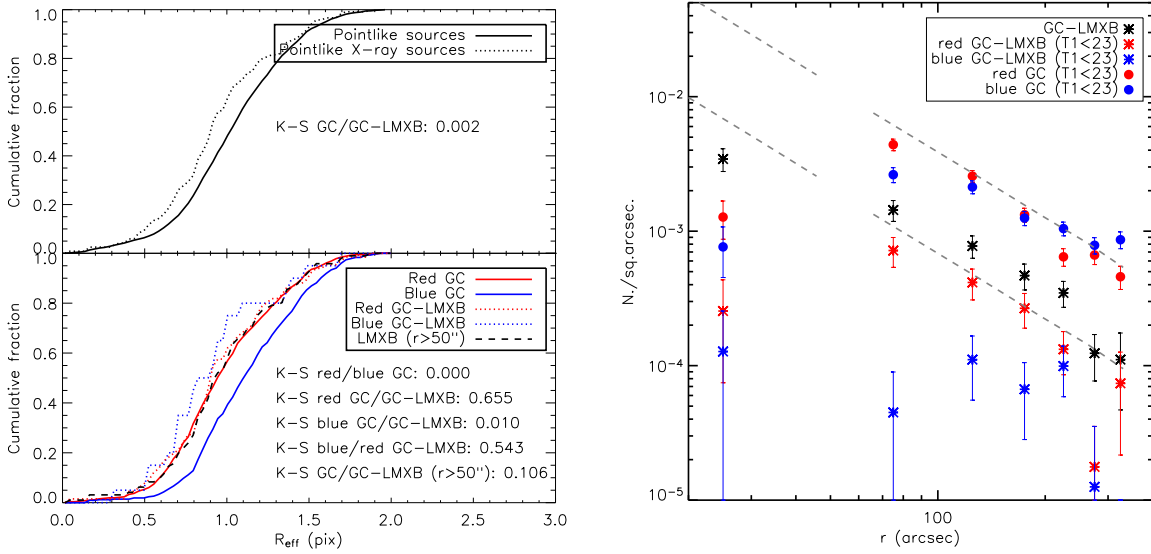 1.0
0.8
0.6
0.4
0.2
0.0
Cumulative fraction
Pointlike sources
Pointlike X-ray sources
K-S GC/GC-LMXB: 0.002
1.0
0.8
0.6
0.4
0.2
0.0
Cumulative fraction
Red GC
Blue GC
Red GC-LMXB
Blue GC-LMXB
LMXB (r>50")
K-S red/blue GC: 0.000
K-S red GC/GC-LMXB: 0.655
K-S blue GC/GC-LMXB: 0.010
K-S blue/red GC-LMXB: 0.543
K-S GC/GC-LMXB (r>50"): 0.106
0.0 0.5 1.0 1.5 2.0 2.5 3.0
Reff (pix)
10^-2
10^-3
10^-4
10^-5
N./sq.arcsec.
GC-LMXB
red GC-LMXB (T1<23)
blue GC-LMXB (T1<23)
red GC (T1<23)
blue GC (T1<23)
100
r (arcsec)